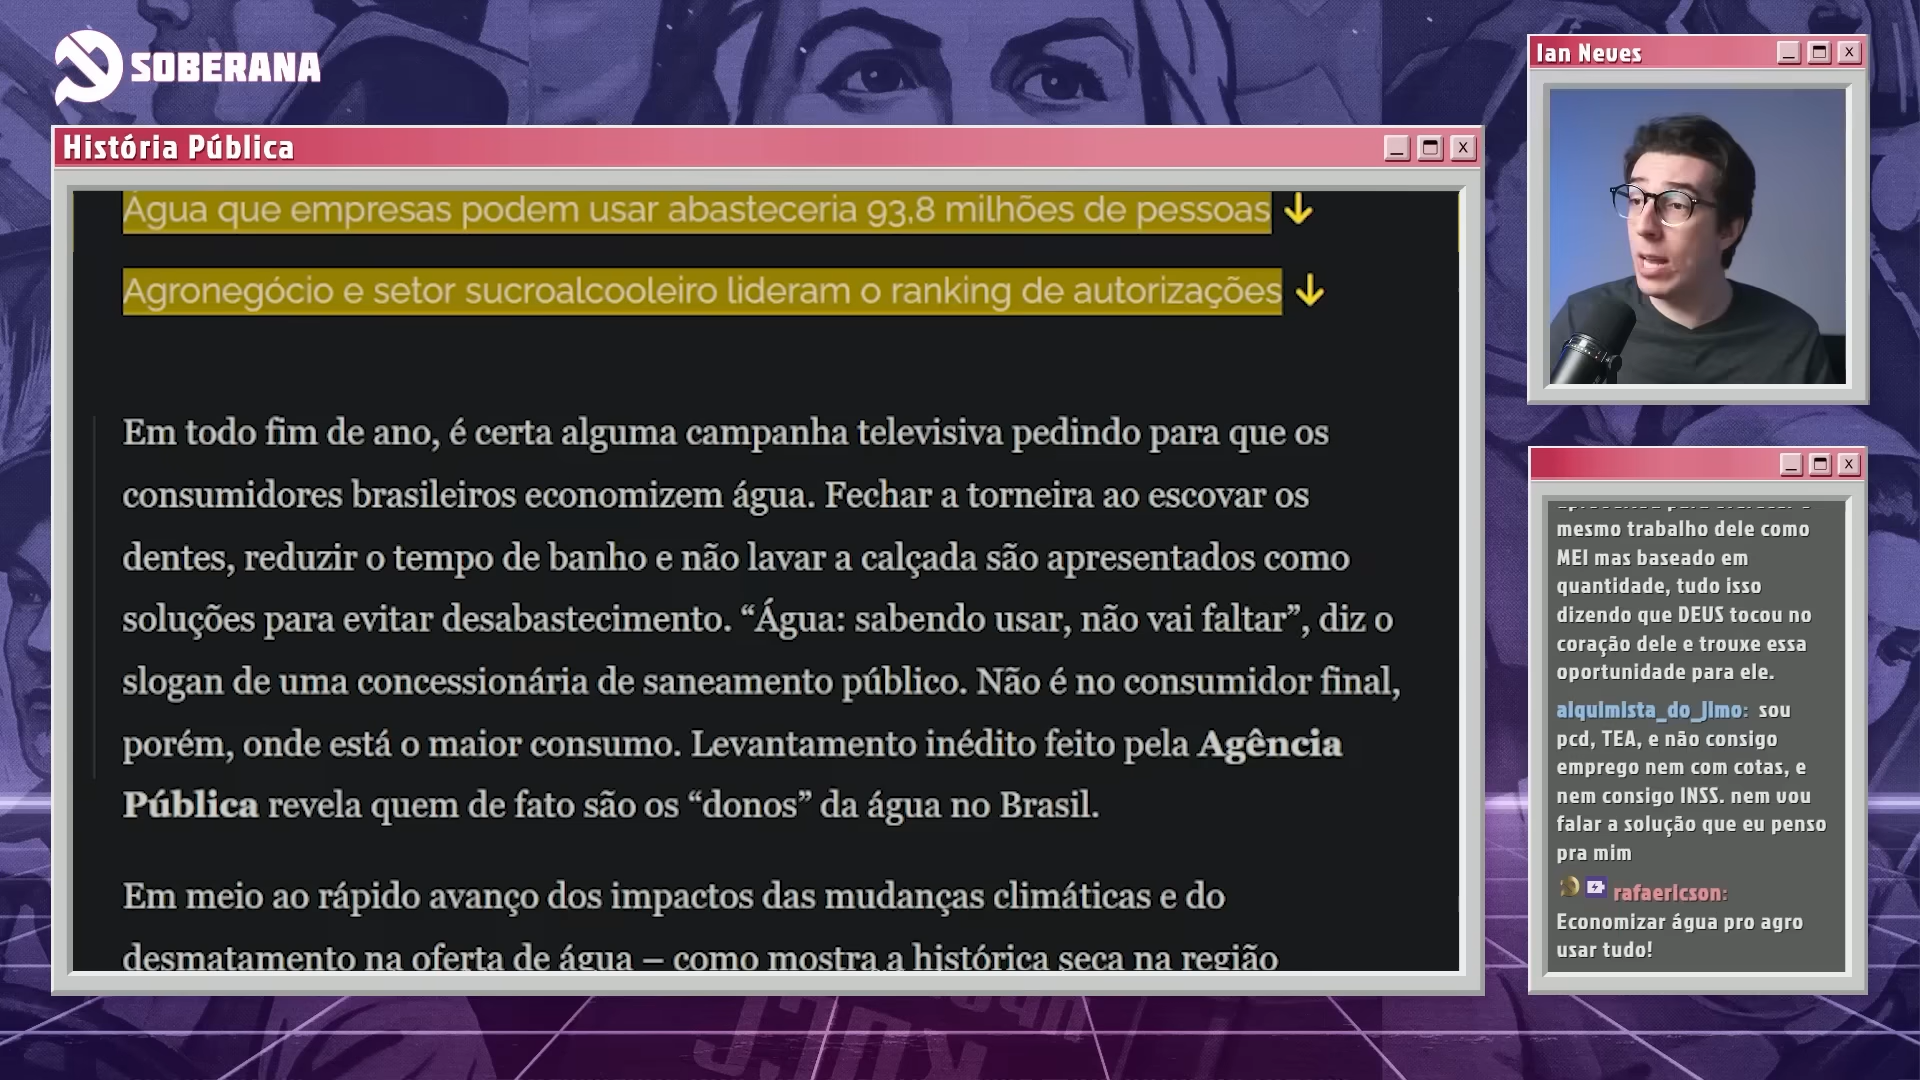 SOBERANA
História Pública
Água que empresas podem usar abasteceria 93,8 milhões de pessoas ↓
Agronegócio e setor sucroalcooleiro lideram o ranking de autorizações ↓
Em todo fim de ano, é certa alguma campanha televisiva pedindo para que os
consumidores brasileiros economizem água. Fechar a torneira ao escovar os
dentes, reduzir o tempo de banho e não lavar a calçada são apresentados como
soluções para evitar desabastecimento. “Água: sabendo usar, não vai faltar”, diz o
slogan de uma concessionária de saneamento público. Não é no consumidor final,
porém, onde está o maior consumo. Levantamento inédito feito pela Agência
Pública revela quem de fato são os “donos” da água no Brasil.
Em meio ao rápido avanço dos impactos das mudanças climáticas e do
desmatamento na oferta de água – como mostra a histórica seca na região
Ian Neves
mesmo trabalho dele como
MEI mas baseado em
quantidade, tudo isso
dizendo que DEUS tocou no
coração dele e trouxe essa
oportunidade para ele.
alquimista_do_jimo: sou
pcd, TEA, e não consigo
emprego nem com cotas, e
nem consigo INSS. nem vou
falar a solução que eu penso
pra mim
rafaericson:
Economizar água pro agro
usar tudo!